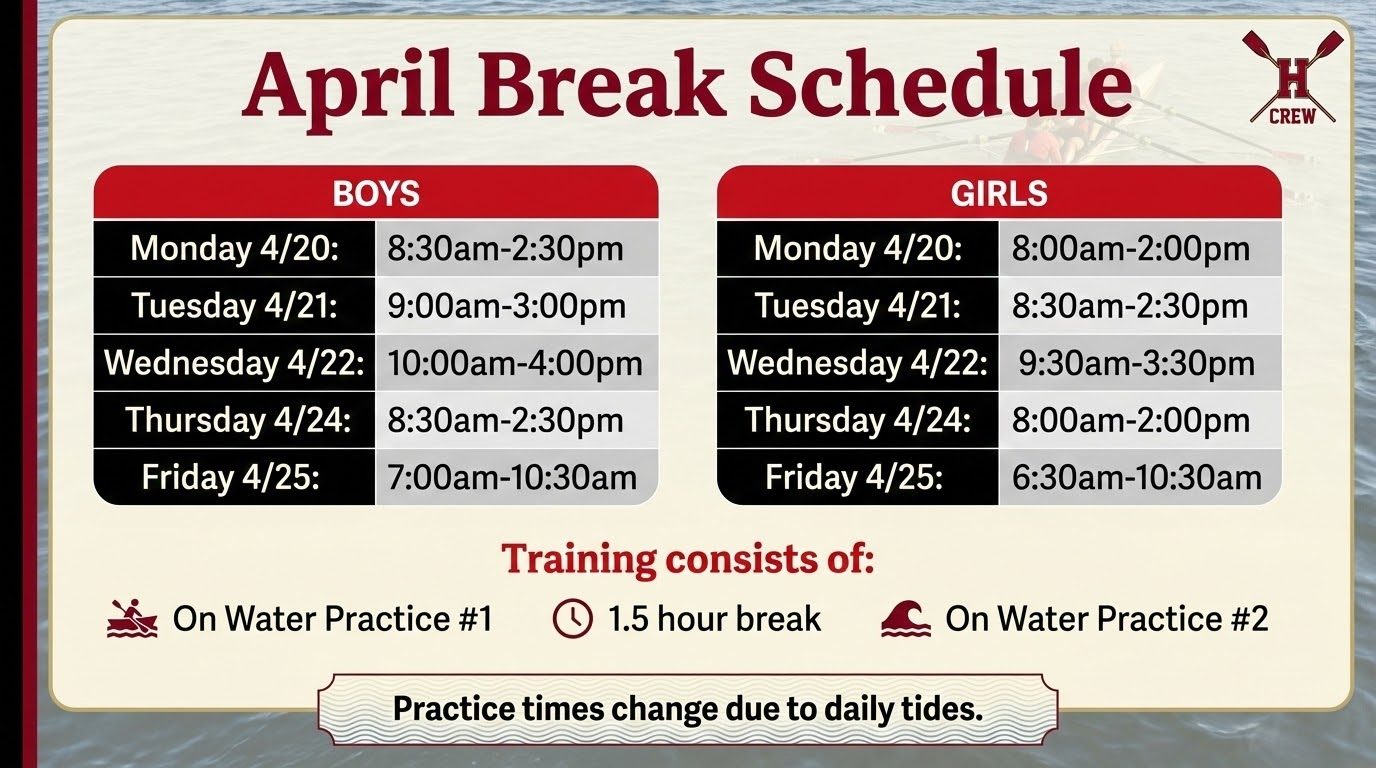 April Break Schedule
H
CREW
BOYS
Monday 4/20: 8:30am-2:30pm
Tuesday 4/21: 9:00am-3:00pm
Wednesday 4/22: 10:00am-4:00pm
Thursday 4/24: 8:30am-2:30pm
Friday 4/25: 7:00am-10:30am
GIRLS
Monday 4/20: 8:00am-2:00pm
Tuesday 4/21: 8:30am-2:30pm
Wednesday 4/22: 9:30am-3:30pm
Thursday 4/24: 8:00am-2:00pm
Friday 4/25: 6:30am-10:30am
Training consists of:
On Water Practice #1
1.5 hour break
On Water Practice #2
Practice times change due to daily tides.